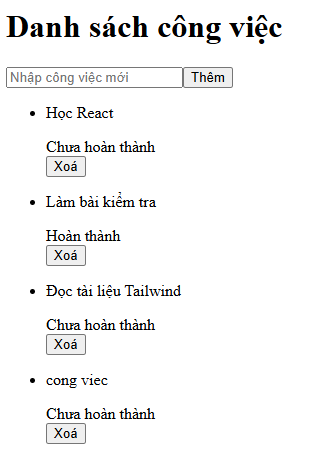 Danh sách công việc
Nhập công việc mới Thêm
Học React
Chưa hoàn thành
Xoá
Làm bài kiểm tra
Hoàn thành
Xoá
Đọc tài liệu Tailwind
Chưa hoàn thành
Xoá
cong viec
Chưa hoàn thành
Xoá